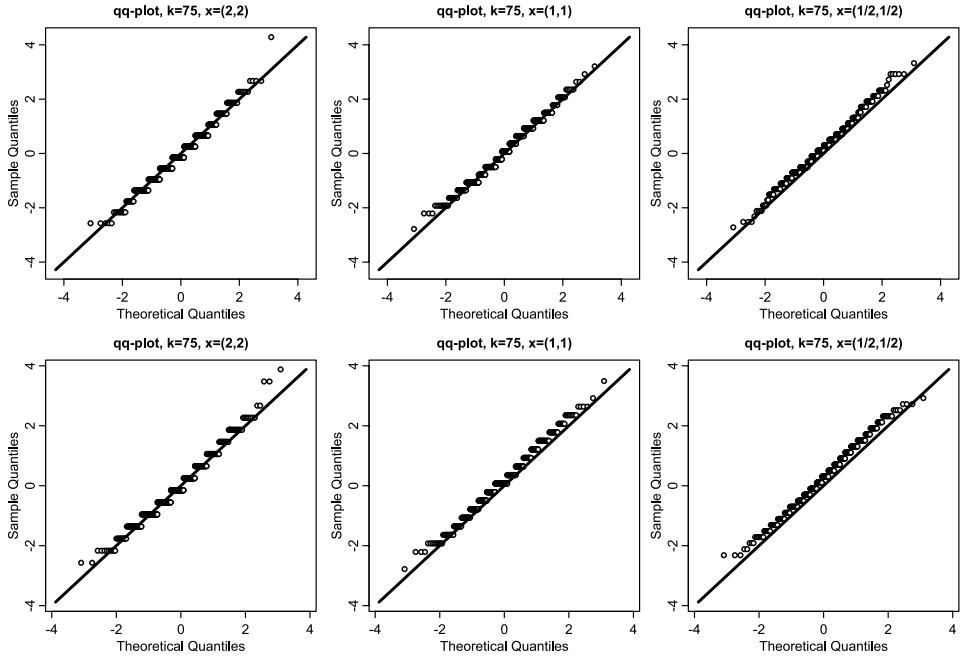 qq-plot, k=75, x=(2,2)
Sample Quantiles
-4 -2 0 2 4
-4 -2 0 2 4
Theoretical Quantiles
qq-plot, k=75, x=(1,1)
Sample Quantiles
-4 -2 0 2 4
-4 -2 0 2 4
Theoretical Quantiles
qq-plot, k=75, x=(1/2,1/2)
Sample Quantiles
-4 -2 0 2 4
-4 -2 0 2 4
Theoretical Quantiles
qq-plot, k=75, x=(2,2)
Sample Quantiles
-4 -2 0 2 4
-4 -2 0 2 4
Theoretical Quantiles
qq-plot, k=75, x=(1,1)
Sample Quantiles
-4 -2 0 2 4
-4 -2 0 2 4
Theoretical Quantiles
qq-plot, k=75, x=(1/2,1/2)
Sample Quantiles
-4 -2 0 2 4
-4 -2 0 2 4
Theoretical Quantiles